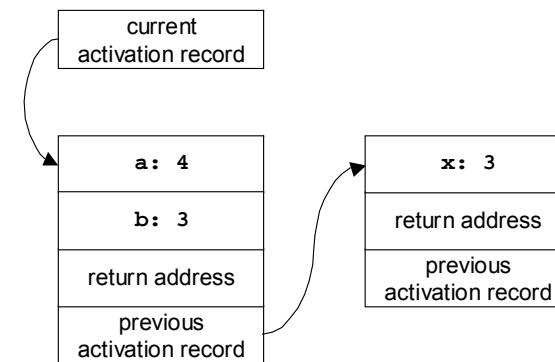 current
activation record
a: 4
b: 3
return address
previous
activation record
x: 3
return address
previous
activation record